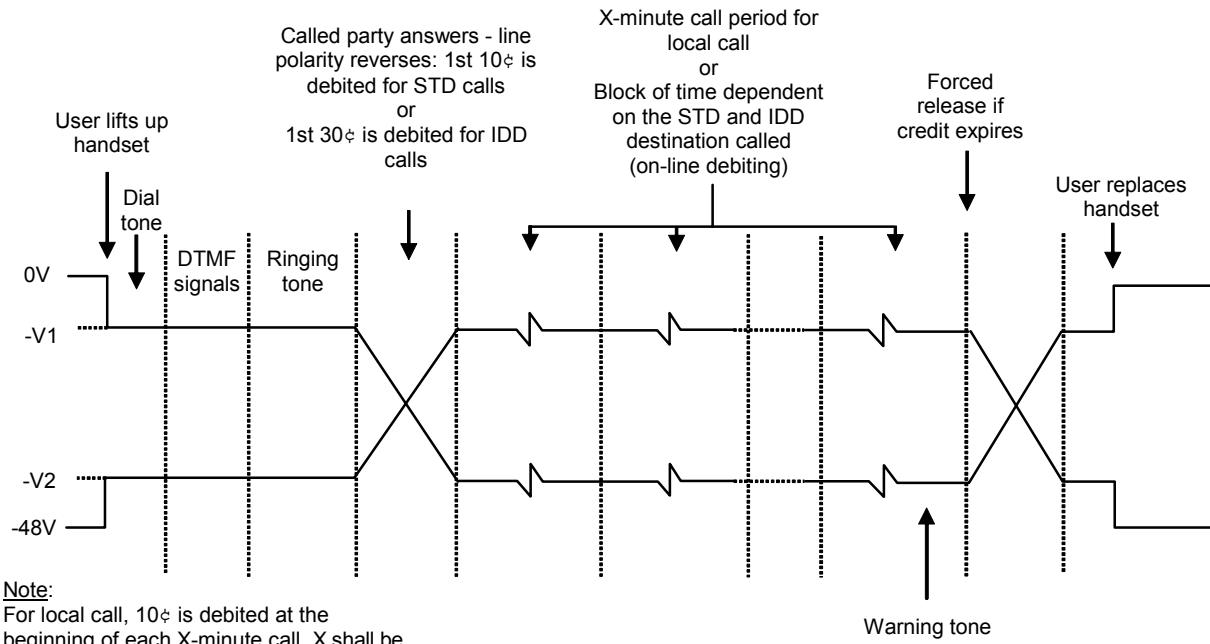 X-minute call period for
local call
or
Block of time dependent
on the STD and IDD
destination called
(on-line debiting)
Called party answers - line
polarity reverses: 1st 10¢ is
debited for STD calls
or
1st 30¢ is debited for IDD
calls
Forced
release if
credit expires
User lifts up
handset
Dial
tone
User replaces
handset
DTMF
signals
Ringing
tone
0V
-V1
-V2
-48V
Note:
For local call, 10¢ is debited at the
beginning of each X-minute call. X shall be
Warning tone